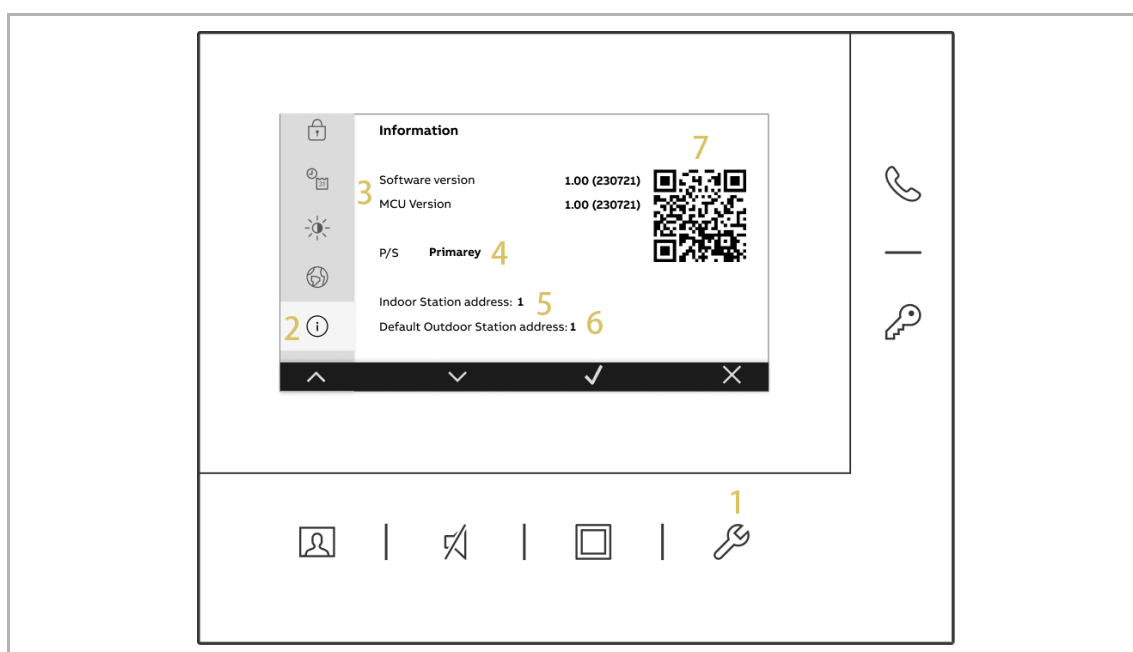 Information
7
3
Software version 1.00 (230721)
MCU Version 1.00 (230721)
P/S Primarey 4
Indoor Station address: 1 5
2
Default Outdoor Station address: 1 6
1